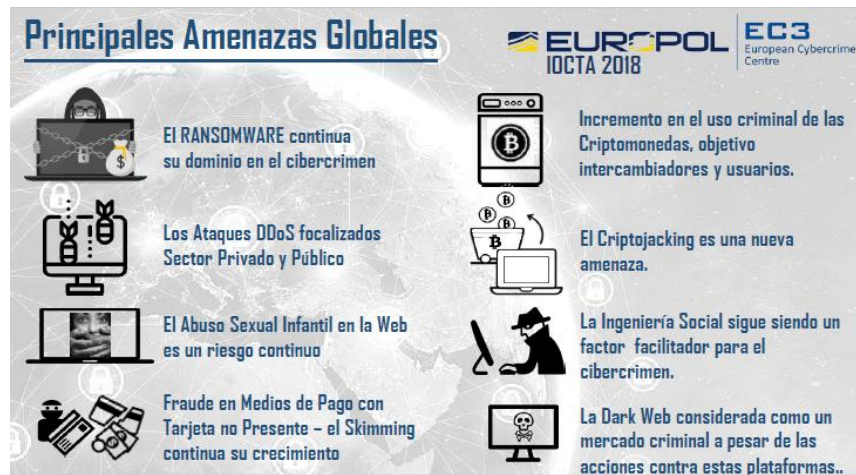 Principales Amenazas Globales
EUROPOL
IOCTA 2018
EC3
European Cybercrime
Centre
El RANSOMWARE continua
su dominio en el cibercrimen
Los Ataques DDoS focalizados
Sector Privado y Público
El Abuso Sexual Infantil en la Web
es un riesgo continuo
Fraude en Medios de Pago con
Tarjeta no Presente – el Skimming
continua su crecimiento
Incremento en el uso criminal de las
Criptomonedas, objetivo
intercambiadores y usuarios.
El Criptojacking es una nueva
amenaza.
La Ingeniería Social sigue siendo un
factor facilitador para el
cibercrimen.
La Dark Web considerada como un
mercado criminal a pesar de las
acciones contra estas plataformas..